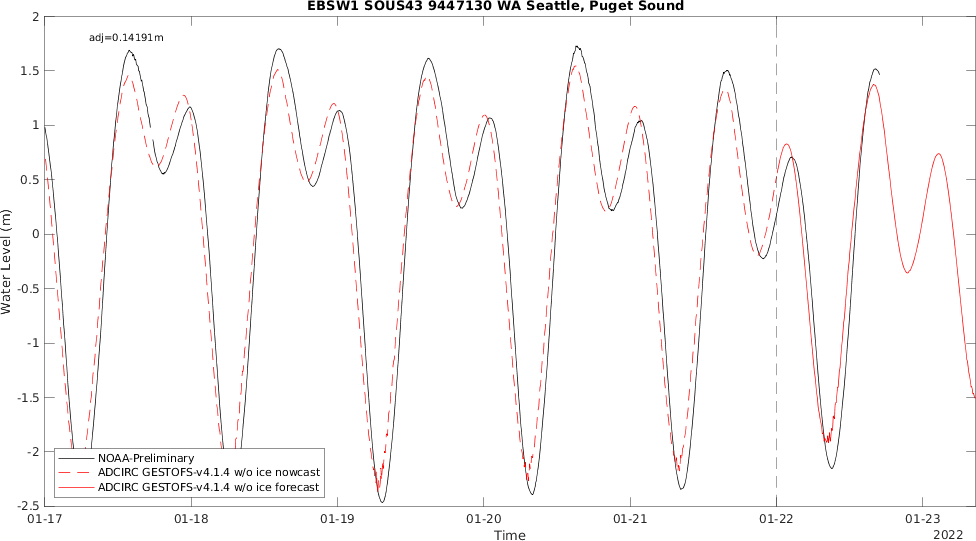 EBSW1 SOUS43 9447130 WA Seattle, Puget Sound
adj=0.14191m
2
1.5
1
0.5
0
-0.5
-1
-1.5
-2
-2.5
Water Level (m)
NOAA-Preliminary
ADCIRC GESTOFS-v4.1.4 w/o ice nowcast
ADCIRC GESTOFS-v4.1.4 w/o ice forecast
01-17 01-18 01-19 01-20 01-21 01-22 01-23
Time
2022